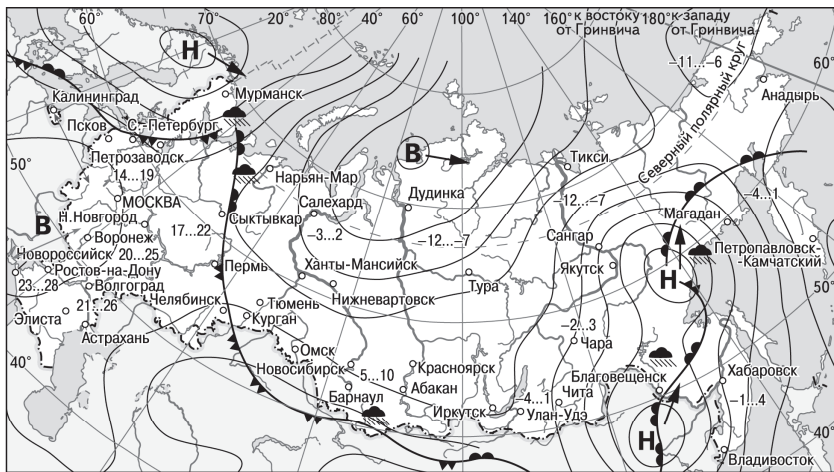 60°
70°
20°
80°
40°
60°
100°
140°
160°
к востоку
от Гринвича
180°
к западу
от Гринвича
60°
Н
–11...–6
Северный полярный круг
Анадырь
Калининград
Мурманск
Псков
С.-Петербург
Петрозаводск
14...19
В
Тикси
50°
Нарьян-Мар
Дудинка
–4...1
МОСКВА
Салехард
–12...–7
Магадан
В
Н.Новгород
17...22
Сыктывкар
–3...2
–12...–7
Сангар
Петропавловск-
-Камчатский
Воронеж
Новороссийск
20...25
Ростов-на-Дону
Пермь
Ханты-Мансийск
Якутск
Н
23...28
Волгоград
Тура
50°
Челябинск
Тюмень
Нижневартовск
21...26
Элиста
Курган
–2...3
Астрахань
Чара
40°
Омск
Новосибирск
Красноярск
Благовещенск
Хабаровск
5...10
Абакан
Чита
Барнаул
–4...1
–1...4
Иркутск
Улан-Удэ
Н
40°
Владивосток